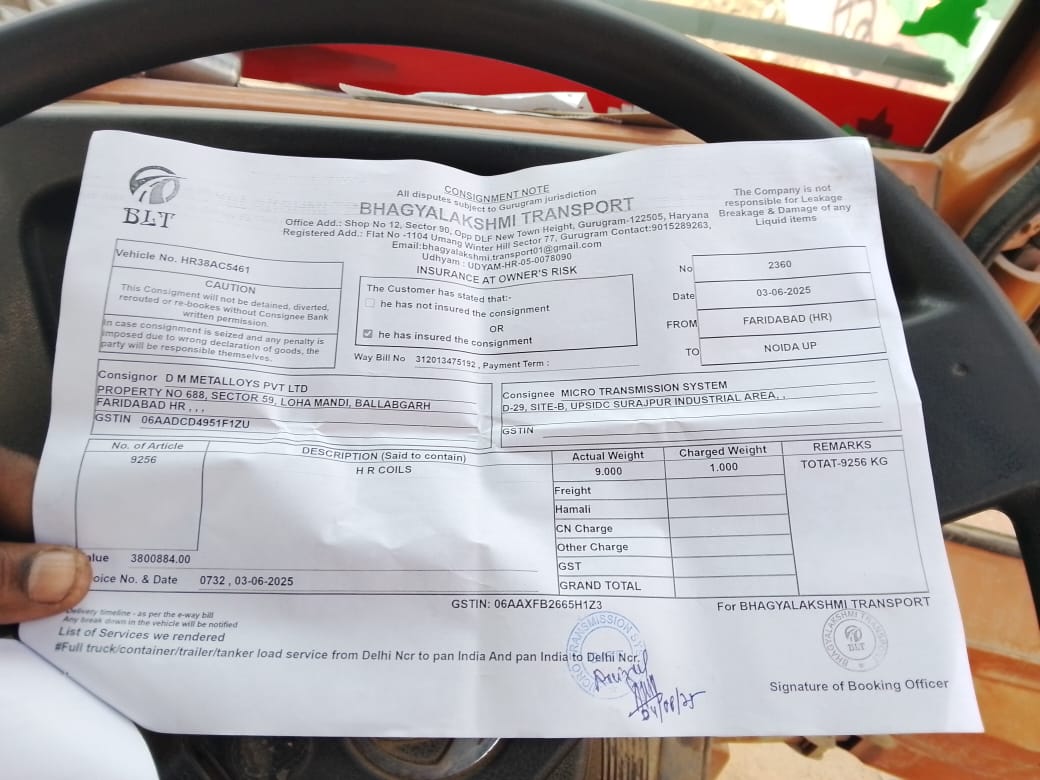 CONSIGNMENT NOTE
All disputes subject to Gurugram jurisdiction
BHAGYALAKSHMI TRANSPORT
Office Add.: Shop No 12, Sector 90, Opp DLF New Town Height, Gurugram-122505, Haryana
Registered Add.: Flat No -1104 Umang Winter Hill Sector 77, Gurugram Contact:9015289263,
Email:bhagyalakshmi.transport01@gmail.com
Udhyam : UDYAM-HR-05-0078090
INSURANCE AT OWNER'S RISK
BLT
The Company is not
responsible for Leakage
Breakage & Damage of any
Liquid items
Vehicle No. HR38AC5461
CAUTION
This Consignment will not be detained, diverted,
rerouted or re-bookes without Consignee Bank
written permission.
In case consignment is seized and any penalty is
imposed due to wrong declaration of goods, the
party will be responsible themselves.
The Customer has stated that:-
he has not insured the consignment
OR
he has insured the consignment
Way Bill No 312013475192 , Payment Term :
No 2360
Date 03-06-2025
FROM FARIDABAD (HR)
TO NOIDA UP
Consignor D M METALLOYS PVT LTD
PROPERTY NO 688, SECTOR 59, LOHA MANDI, BALLABGARH
FARIDABAD HR , , ,
GSTIN 06AADCD4951F1ZU
Consignee MICRO TRANSMISSION SYSTEM
D-29, SITE-B, UPSIDC SURAJPUR INDUSTRIAL AREA, ,
GSTIN
No. of Article DESCRIPTION (Said to contain) Actual Weight Charged Weight REMARKS
9256 H R COILS 9.000 1.000 TOTAT-9256 KG
Freight
Hamali
CN Charge
Other Charge
GST
GRAND TOTAL
alue 3800884.00
oice No. & Date 0732 , 03-06-2025
GSTIN: 06AAXFB2665H1Z3
For BHAGYALAKSHMI TRANSPORT
Delivery timeline - as per the e-way bill
Any break down in the vehicle will be notified
List of Services we rendered
#Full truck/container/trailer/tanker load service from Delhi Ncr to pan India And pan India to Delhi Ncr.
MICRO TRANSMISSION
BHAGYALAKSHMI TRANSPORT
BLT
Signature of Booking Officer